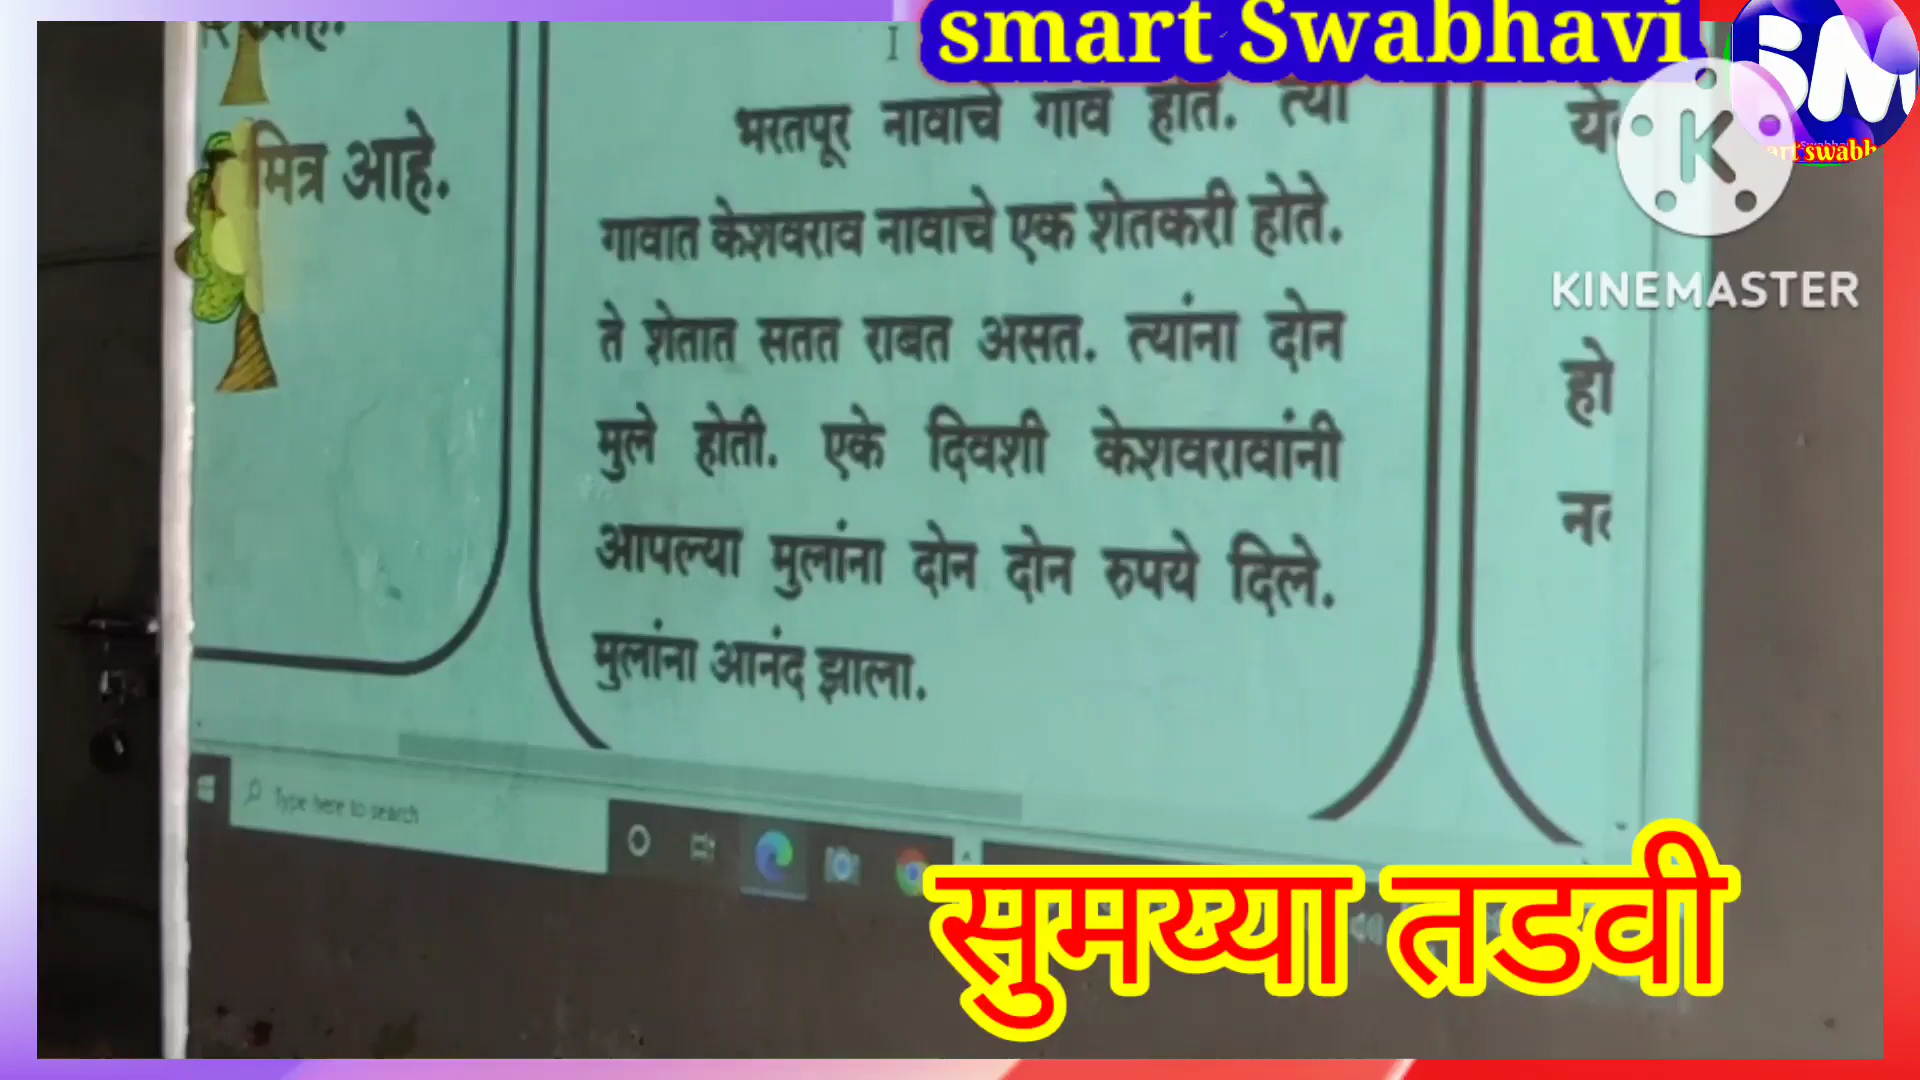 smart Swabhavi
मित्र आहे.
भरतपूर नावाचे गाव होते. त्या
गावात केशवराव नावाचे एक शेतकरी होते.
ते शेतात सतत राबत असत. त्यांना दोन
मुले होती. एके दिवशी केशवरावांनी
आपल्या मुलांना दोन दोन रुपये दिले.
मुलांना आनंद झाला.
हो
KINEMASTER
Type here to search
सुमय्या तडवी